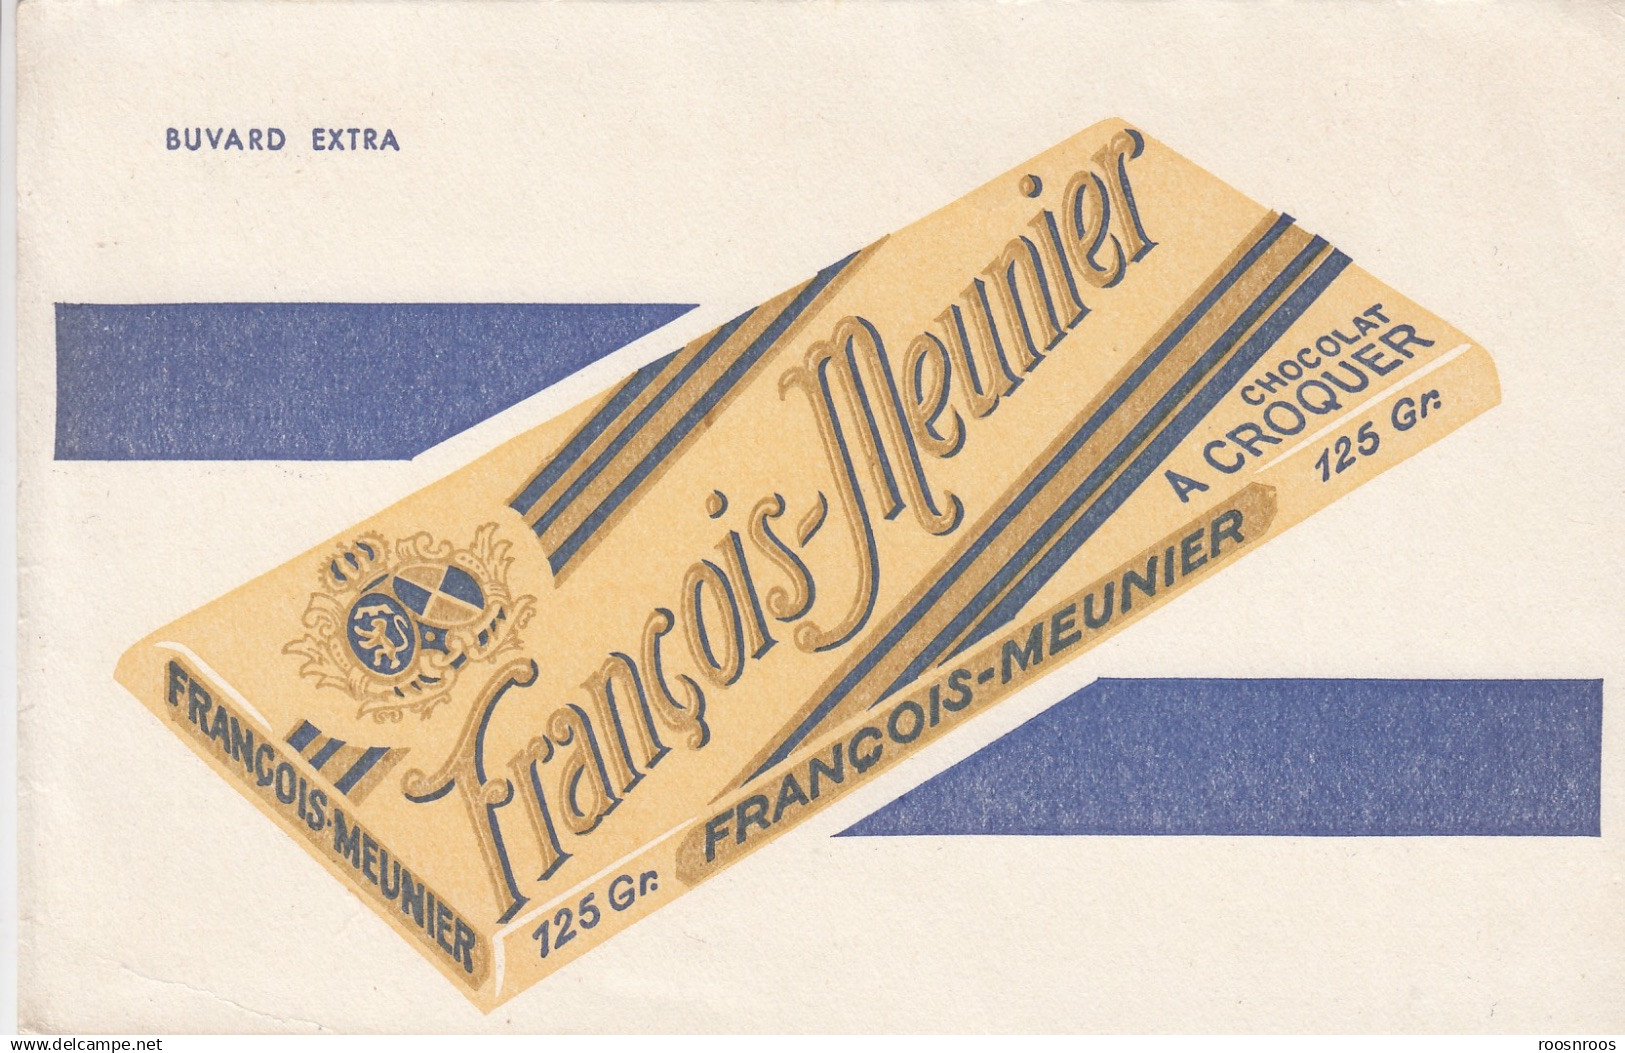 BUVARD EXTRA
François-Meunier
CHOCOLAT
A CROQUER
125 Gr.
FRANÇOIS-MEUNIER
125 Gr.
FRANÇOIS-MEUNIER
www.delcampe.net
roosnroos